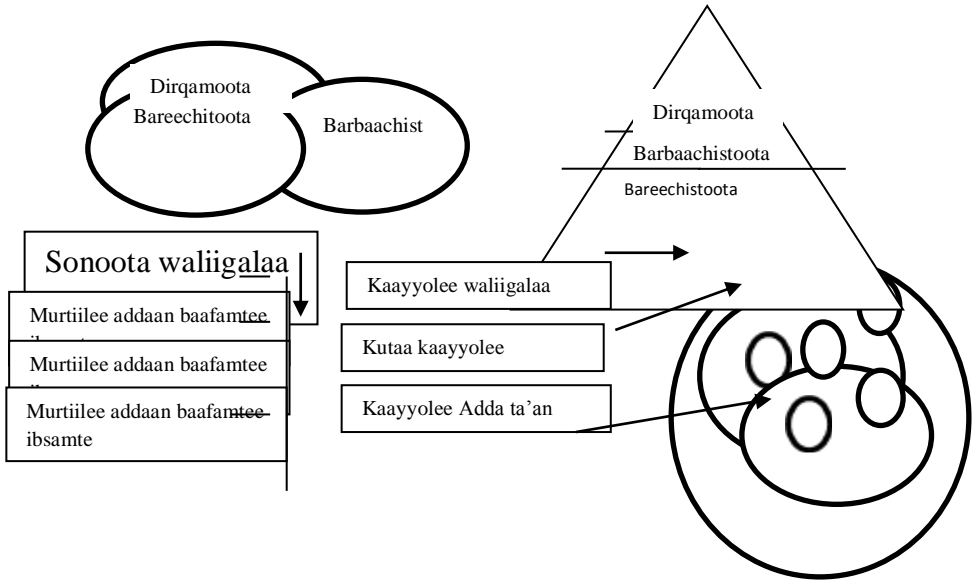 Dirqamoota
Bareechitoota
Barbaachist
Dirqamoota
Barbaachistoota
Bareechistoota
Sonoota waliigalaa
Murtiilee addaan baafamtee
Murtiilee addaan baafamtee
Murtiilee addaan baafamtee
ibsamte
Kaayyolee waliigalaa
Kutaa kaayyolee
Kaayyolee Adda ta’an